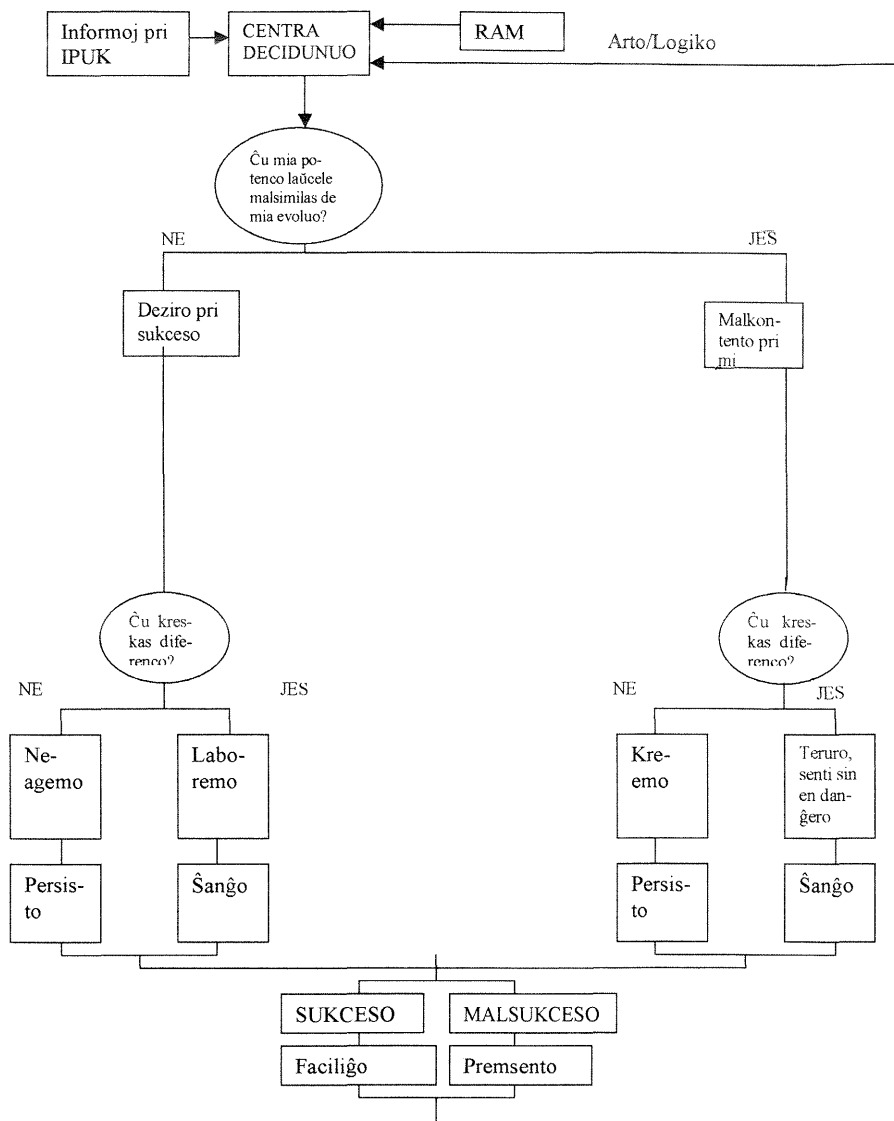 Informoj pri
IPUK
CENTRA
DECIDUNUO
RAM
Arto/Logiko
Ĉu mia po-
tenco laŭcele
malsimilas de
mia evoluo?
NE
JES
Deziro pri
sukceso
Malkon-
tento pri
mi
Ĉu kres-
kas dife-
renco?
Ĉu kres-
kas dife-
renco?
NE
JES
NE
JES
Ne-
agemo
Labo-
remo
Kre-
emo
Teruro,
senti sin
en dan-
ĝero
Persis-
to
Ŝanĝo
Persis-
to
Ŝanĝo
SUKCESO
MALSUKCESO
Faciliĝo
Premsento